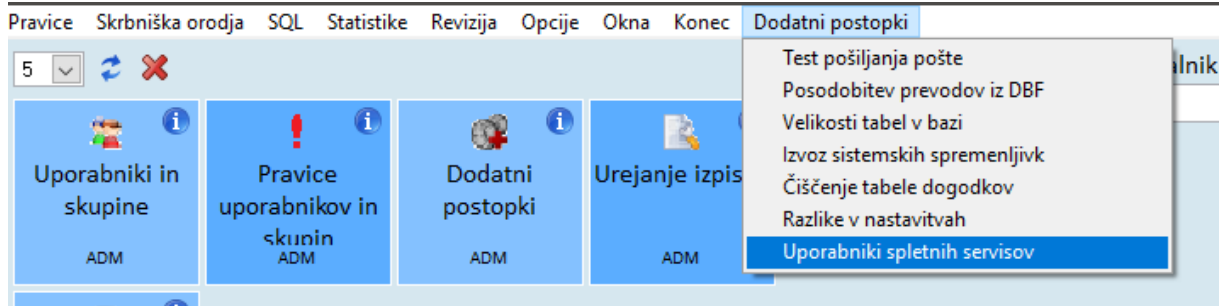 Pravice Skrbniška orodja SQL Statistike Revizija Opcije Okna Konec Dodatni postopki
5
Test pošiljanja pošte
Posodobitev prevodov iz DBF
Velikosti tabel v bazi
Izvoz sistemskih spremenljivk
Čiščenje tabele dogodkov
Razlike v nastavitvah
Uporabniki spletnih servisov
Uporabniki in
skupine
ADM
Pravice
uporabnikov in
skupin
ADM
Dodatni
postopki
ADM
Urejanje izpis
ADM
alnik